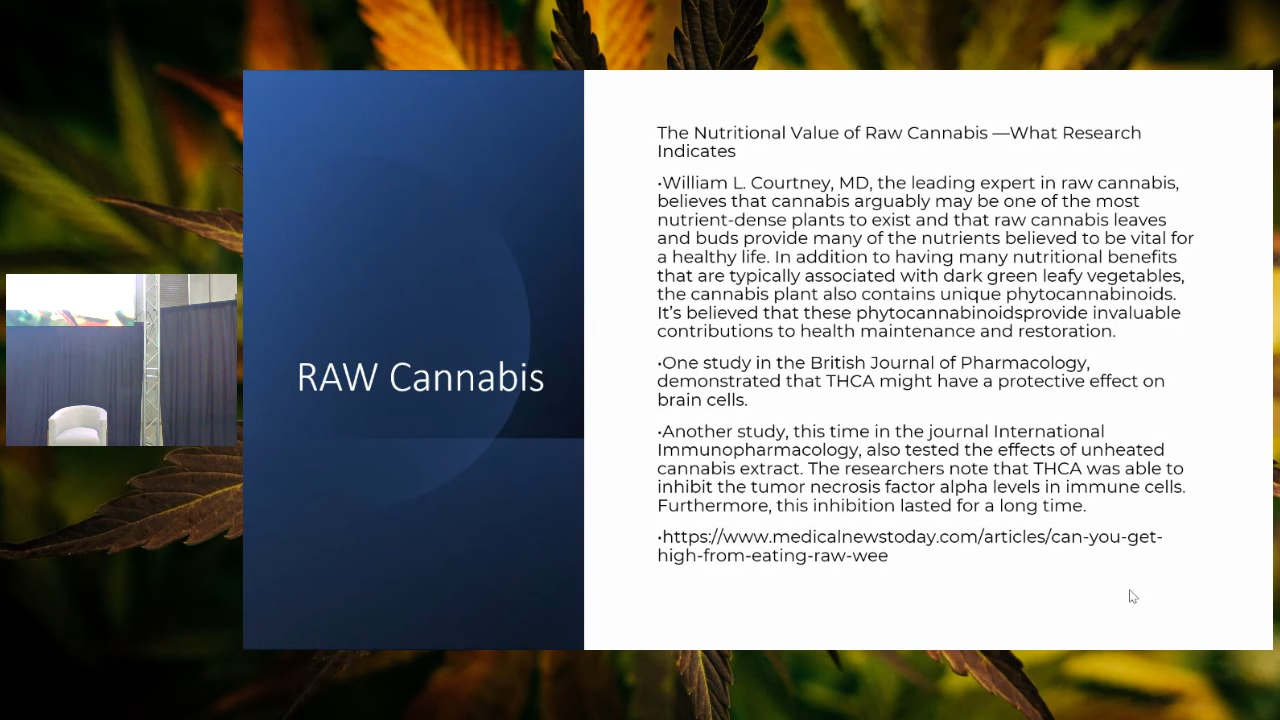 RAW Cannabis
The Nutritional Value of Raw Cannabis —What Research
Indicates
•William L. Courtney, MD, the leading expert in raw cannabis,
believes that cannabis arguably may be one of the most
nutrient-dense plants to exist and that raw cannabis leaves
and buds provide many of the nutrients believed to be vital for
a healthy life. In addition to having many nutritional benefits
that are typically associated with dark green leafy vegetables,
the cannabis plant also contains unique phytocannabinoids.
It’s believed that these phytocannabinoidsprovide invaluable
contributions to health maintenance and restoration.
•One study in the British Journal of Pharmacology,
demonstrated that THCA might have a protective effect on
brain cells.
•Another study, this time in the journal International
Immunopharmacology, also tested the effects of unheated
cannabis extract. The researchers note that THCA was able to
inhibit the tumor necrosis factor alpha levels in immune cells.
Furthermore, this inhibition lasted for a long time.
•https://www.medicalnewstoday.com/articles/can-you-get-
high-from-eating-raw-wee